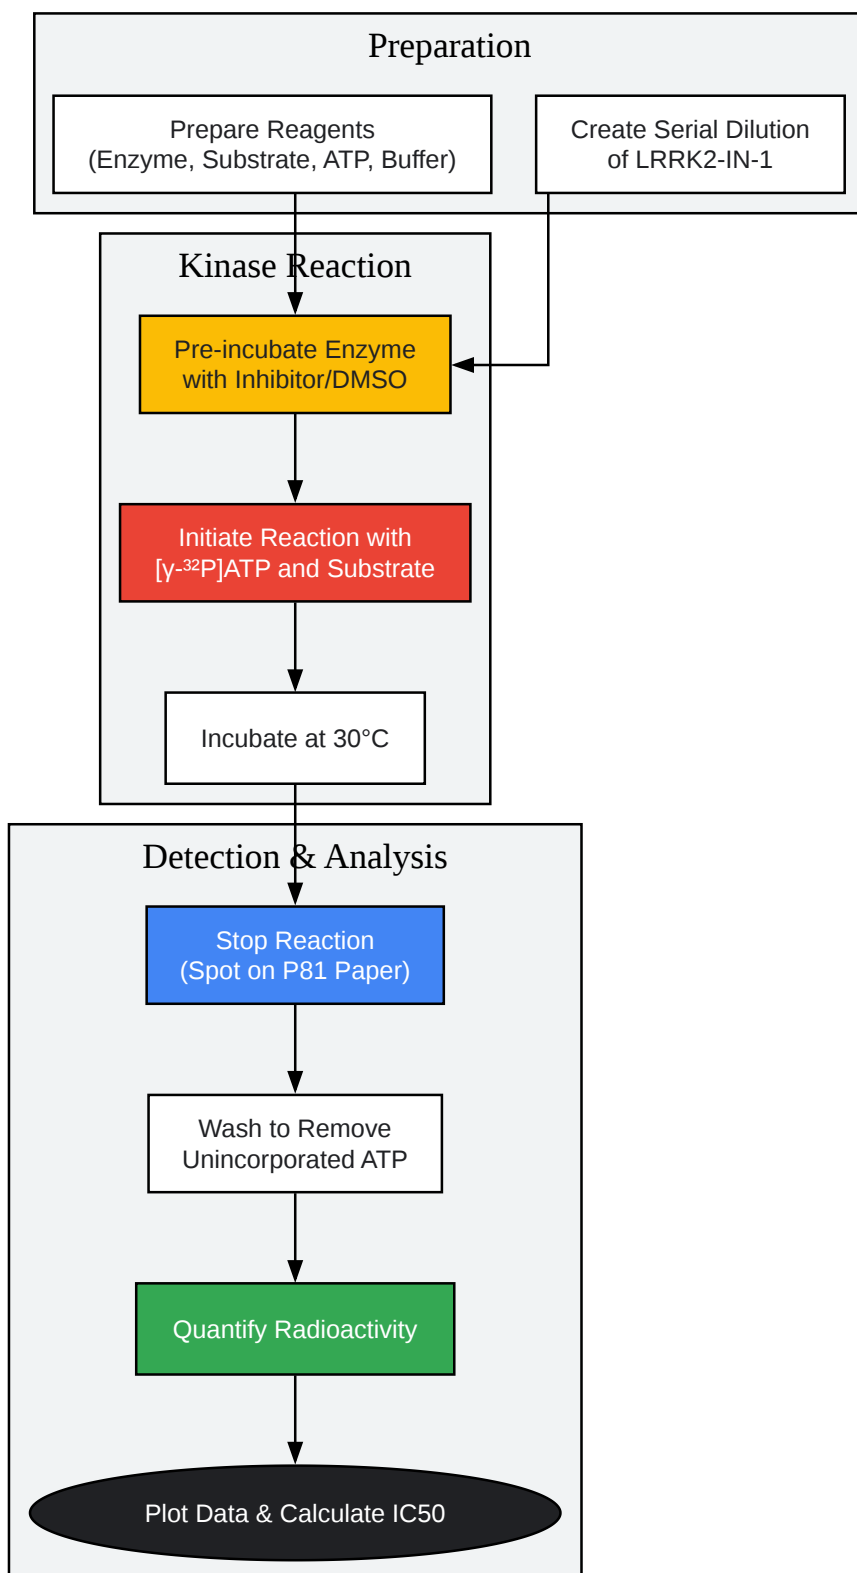 Preparation
Prepare Reagents
(Enzyme, Substrate, ATP, Buffer)
Create Serial Dilution
of LRRK2-IN-1
Kinase Reaction
Pre-incubate Enzyme
with Inhibitor/DMSO
Initiate Reaction with
[γ-³²P]ATP and Substrate
Incubate at 30°C
Detection & Analysis
Stop Reaction
(Spot on P81 Paper)
Wash to Remove
Unincorporated ATP
Quantify Radioactivity
Plot Data & Calculate IC50